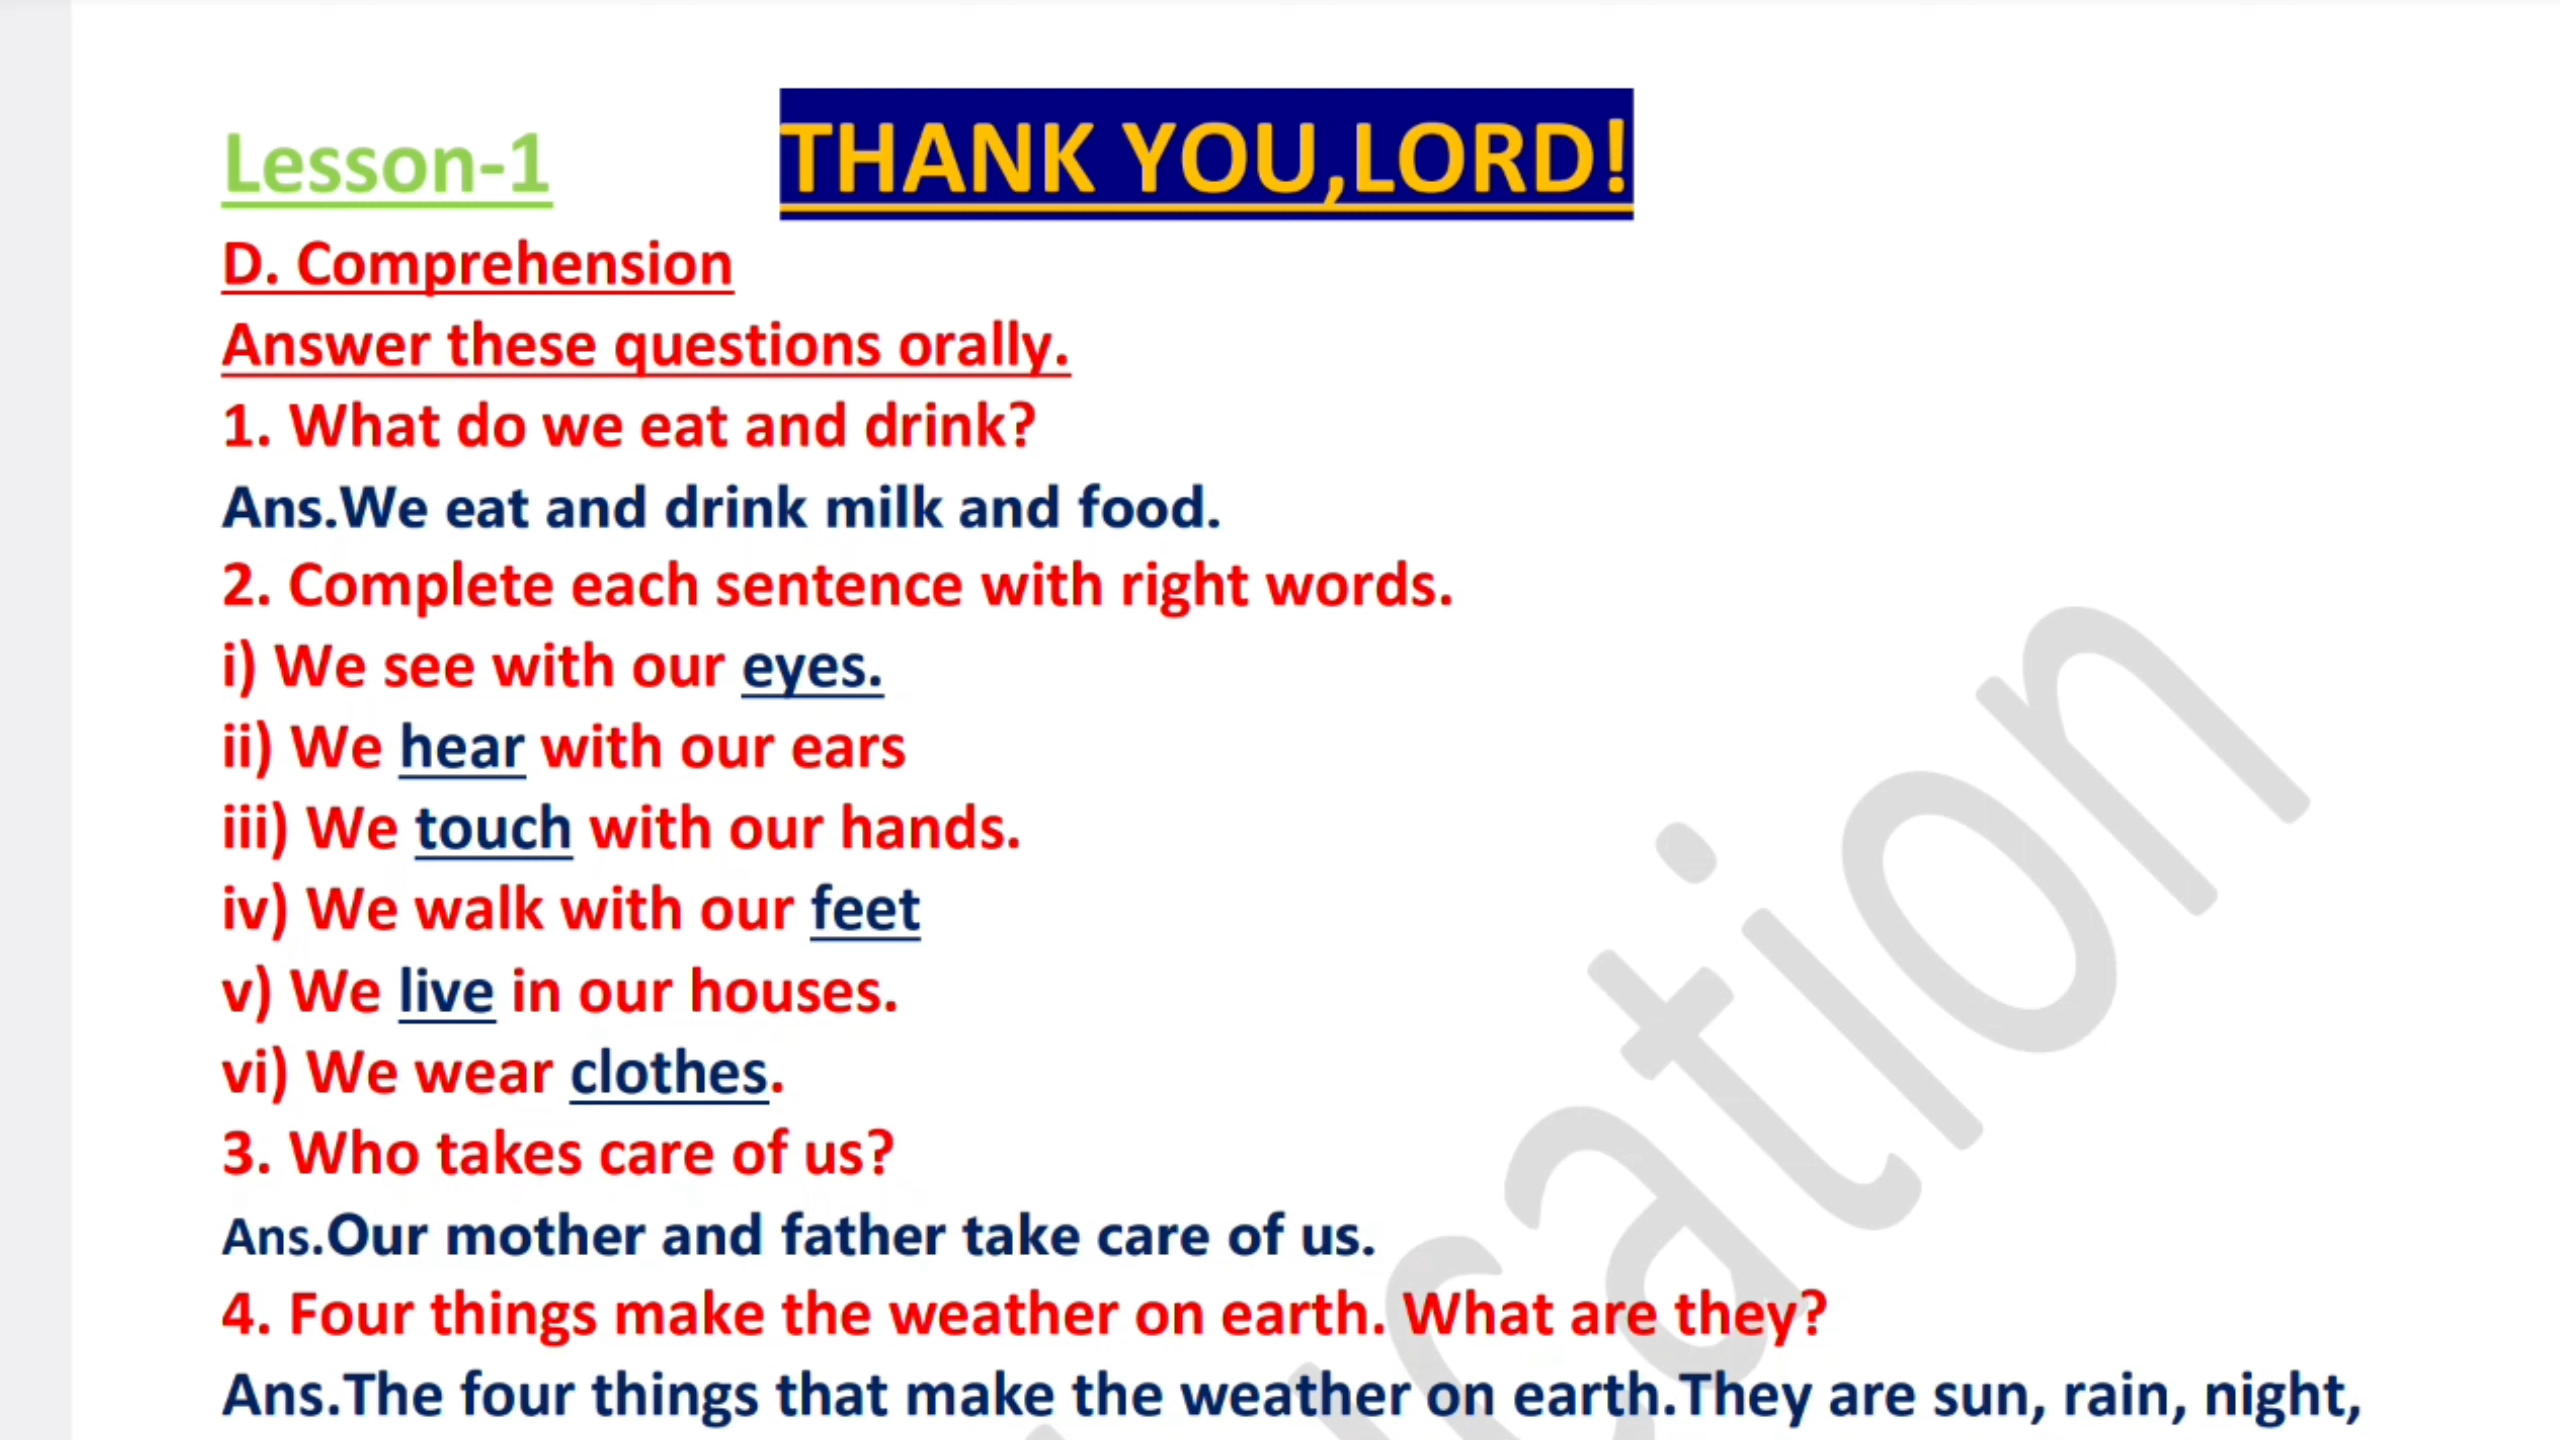 Lesson-1 THANK YOU,LORD!
D. Comprehension
Answer these questions orally.
1. What do we eat and drink?
Ans.We eat and drink milk and food.
2. Complete each sentence with right words.
i) We see with our eyes.
ii) We hear with our ears
iii) We touch with our hands.
iv) We walk with our feet
v) We live in our houses.
vi) We wear clothes.
3. Who takes care of us?
Ans.Our mother and father take care of us.
4. Four things make the weather on earth. What are they?
Ans.The four things that make the weather on earth.They are sun, rain, night,